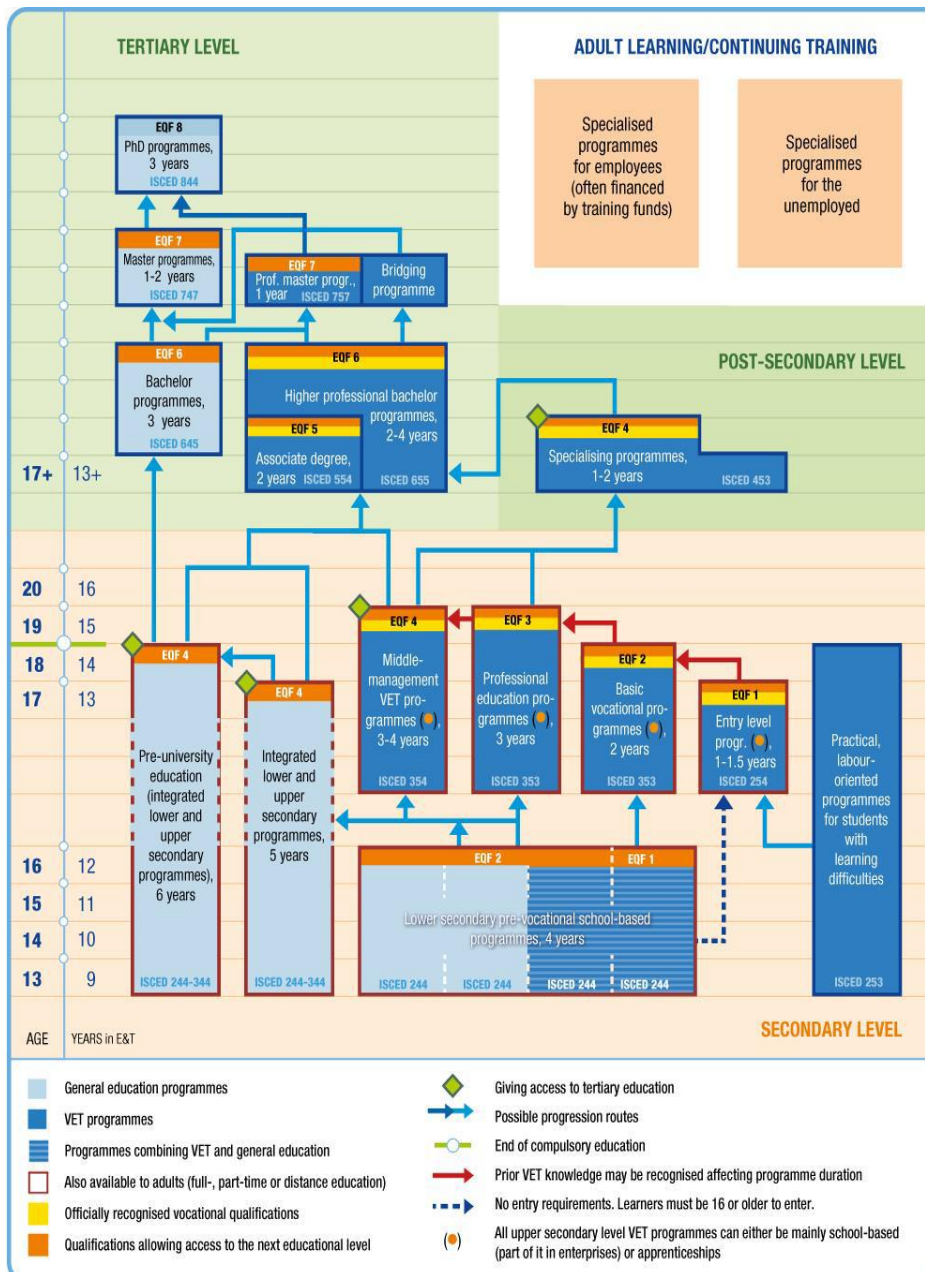 TERTIARY LEVEL
ADULT LEARNING/CONTINUING TRAINING
Specialised
programmes
for employees
(often financed
by training funds)
Specialised
programmes
for the
unemployed
EQF 8
PhD programmes,
3 years
ISCED 844
EQF 7
Master programmes,
1-2 years
ISCED 747
EQF 7
Prof. master progr.,
1 year ISCED 757
Bridging
programme
POST-SECONDARY LEVEL
EQF 6
Bachelor
programmes,
3 years
ISCED 645
EQF 6
Higher professional bachelor
programmes,
2-4 years
ISCED 655
EQF 5
Associate degree,
2 years ISCED 554
EQF 4
Specialising programmes,
1-2 years
ISCED 453
17+ 13+
20 16
19 15
18 14
17 13
16 12
15 11
14 10
13 9
AGE YEARS in E&T
EQF 4
Pre-university
education
(integrated
lower and
upper
secondary
programmes),
6 years
ISCED 244-344
EQF 4
Integrated
lower and
upper
secondary
programmes,
5 years
ISCED 244-344
EQF 4
Middle-
management
VET pro-
grammes ( ),
3-4 years
ISCED 354
EQF 3
Professional
education pro-
grammes ( ),
3 years
ISCED 353
EQF 2
Basic
vocational pro-
grammes ( ),
2 years
ISCED 353
EQF 1
Entry level
progr. ( ),
1-1.5 years
ISCED 254
Practical,
labour-
oriented
programmes
for students
with
learning
difficulties
ISCED 253
EQF 2 EQF 1
Lower secondary pre-vocational school-based
programmes, 4 years
ISCED 244 ISCED 244 ISCED 244 ISCED 244
SECONDARY LEVEL
General education programmes
VET programmes
Programmes combining VET and general education
Also available to adults (full-, part-time or distance education)
Officially recognised vocational qualifications
Qualifications allowing access to the next educational level
Giving access to tertiary education
Possible progression routes
End of compulsory education
Prior VET knowledge may be recognised affecting programme duration
No entry requirements. Learners must be 16 or older to enter.
( ) All upper secondary level VET programmes can either be mainly school-based
(part of it in enterprises) or apprenticeships